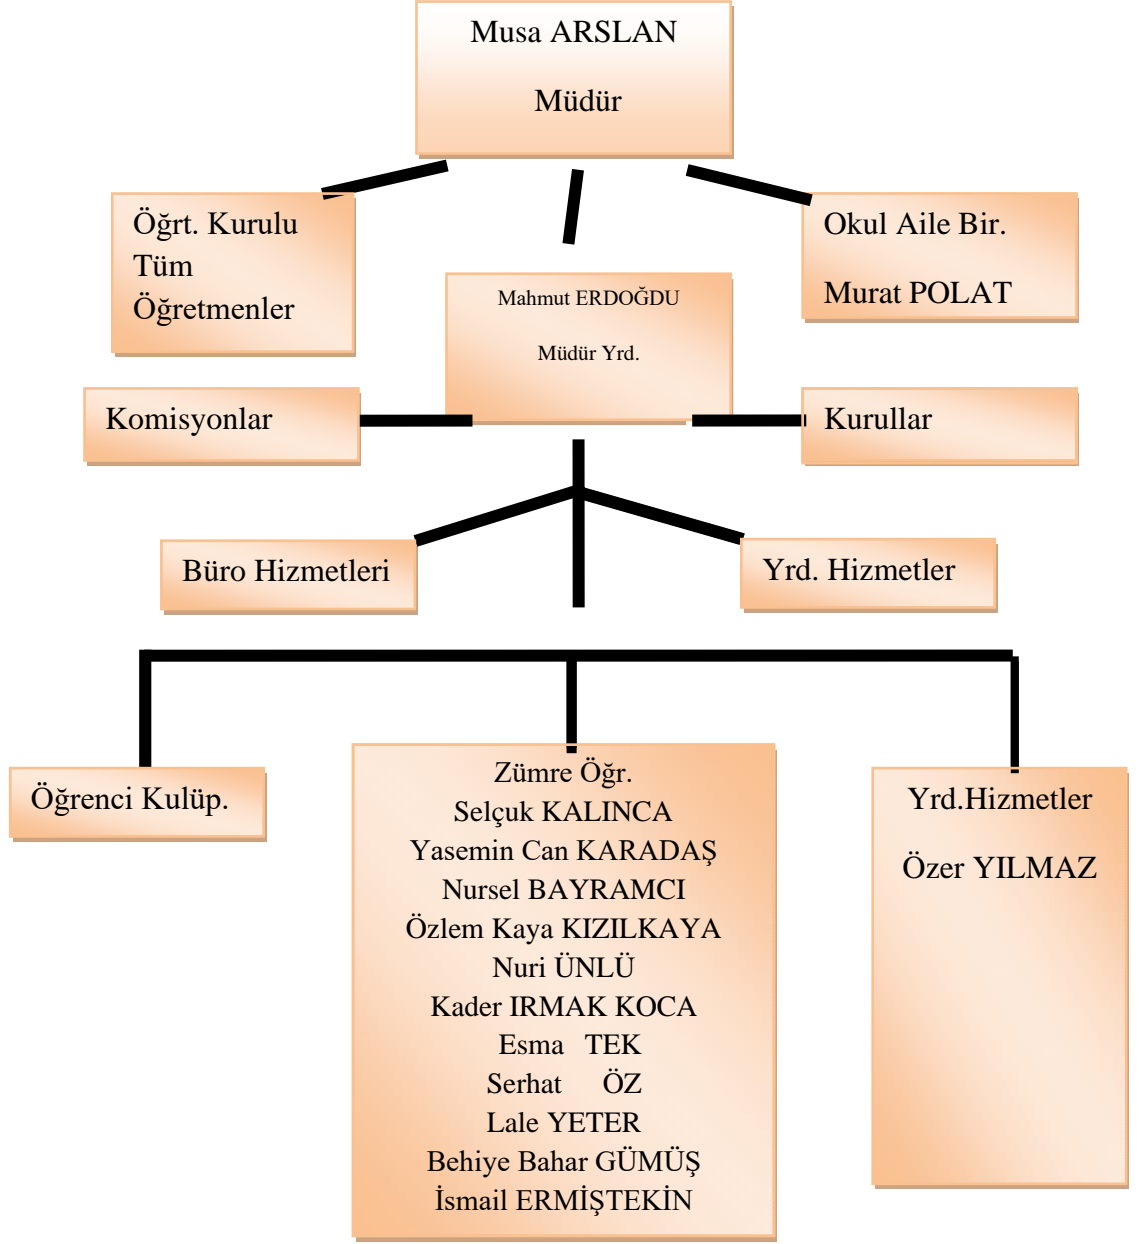 Musa ARSLAN
Müdür
Öğrt. Kurulu
Tüm
Öğretmenler
Okul Aile Bir.
Murat POLAT
Mahmut ERDOĞDU
Müdür Yrd.
Komisyonlar
Kurullar
Büro Hizmetleri
Yrd. Hizmetler
Öğrenci Kulüp.
Zümre Öğr.
Selçuk KALINCA
Yasemin Can KARADAŞ
Nursel BAYRAMCI
Özlem Kaya KIZILKAYA
Nuri ÜNLÜ
Kader IRMAK KOCA
Esma TEK
Serhat ÖZ
Lale YETER
Behiye Bahar GÜMÜŞ
İsmail ERMİŞTEKİN
Yrd.Hizmetler
Özer YILMAZ